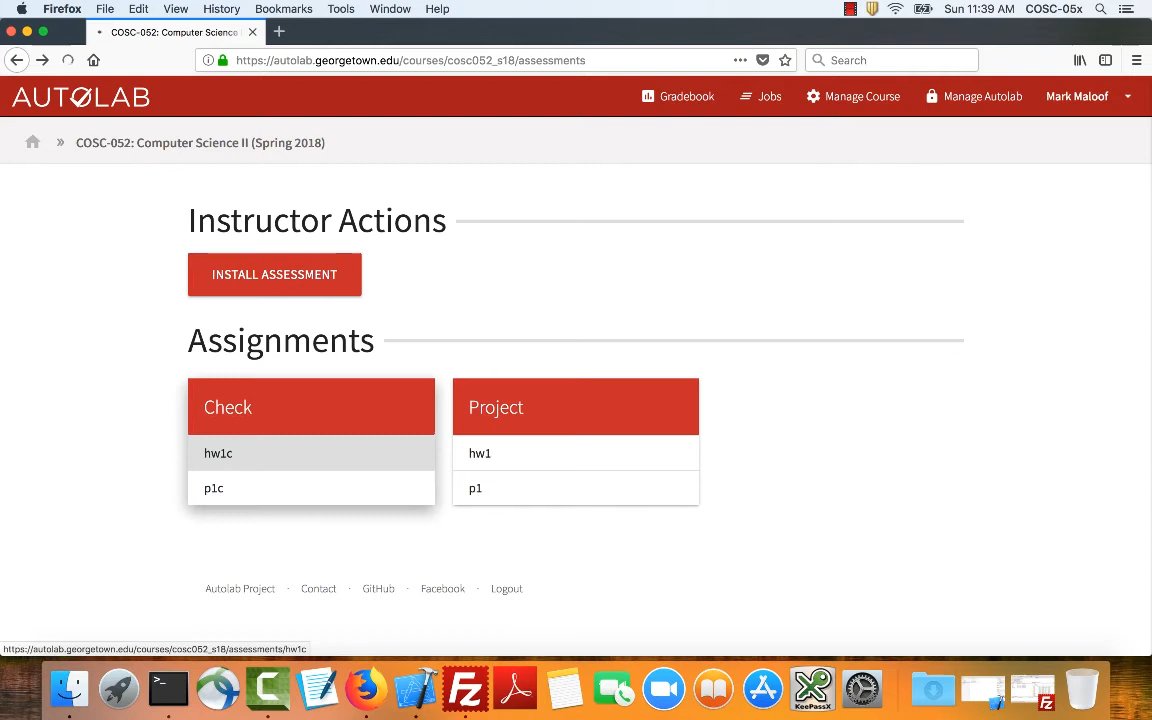 Firefox File Edit View History Bookmarks Tools Window Help Sun 11:39 AM COSC-05x
COSC-052: Computer Science
https://autolab.georgetown.edu/courses/cosc052_s18/assessments
Search
AUTOLAB
Gradebook Jobs Manage Course Manage Autolab Mark Maloof
» COSC-052: Computer Science II (Spring 2018)
Instructor Actions
INSTALL ASSESSMENT
Assignments
Check
hw1c
p1c
Project
hw1
p1
Autolab Project · Contact · GitHub · Facebook · Logout
https://autolab.georgetown.edu/courses/cosc052_s18/assessments/hw1c
KeePassX